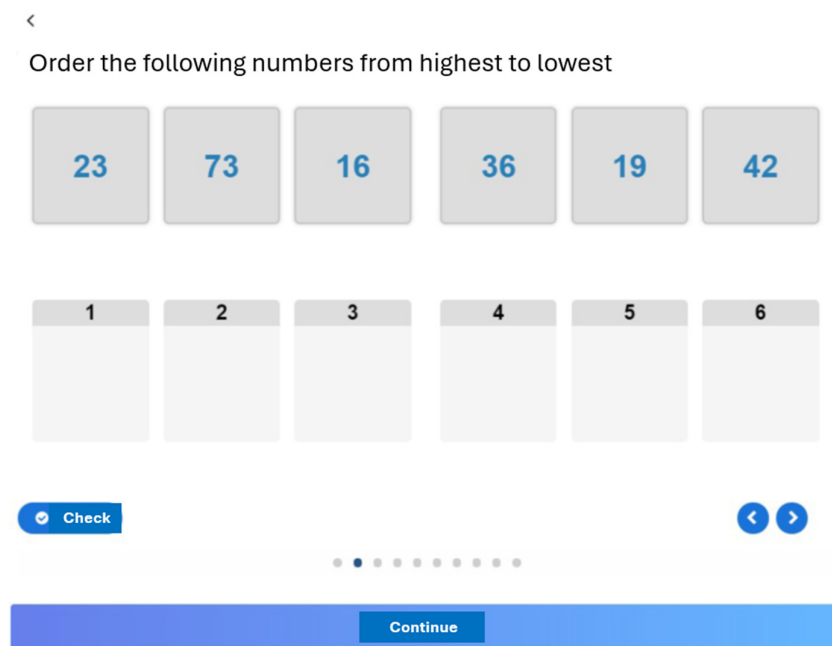 Order the following numbers from highest to lowest
23 73 16 36 19 42
1 2 3 4 5 6
Check
Continue